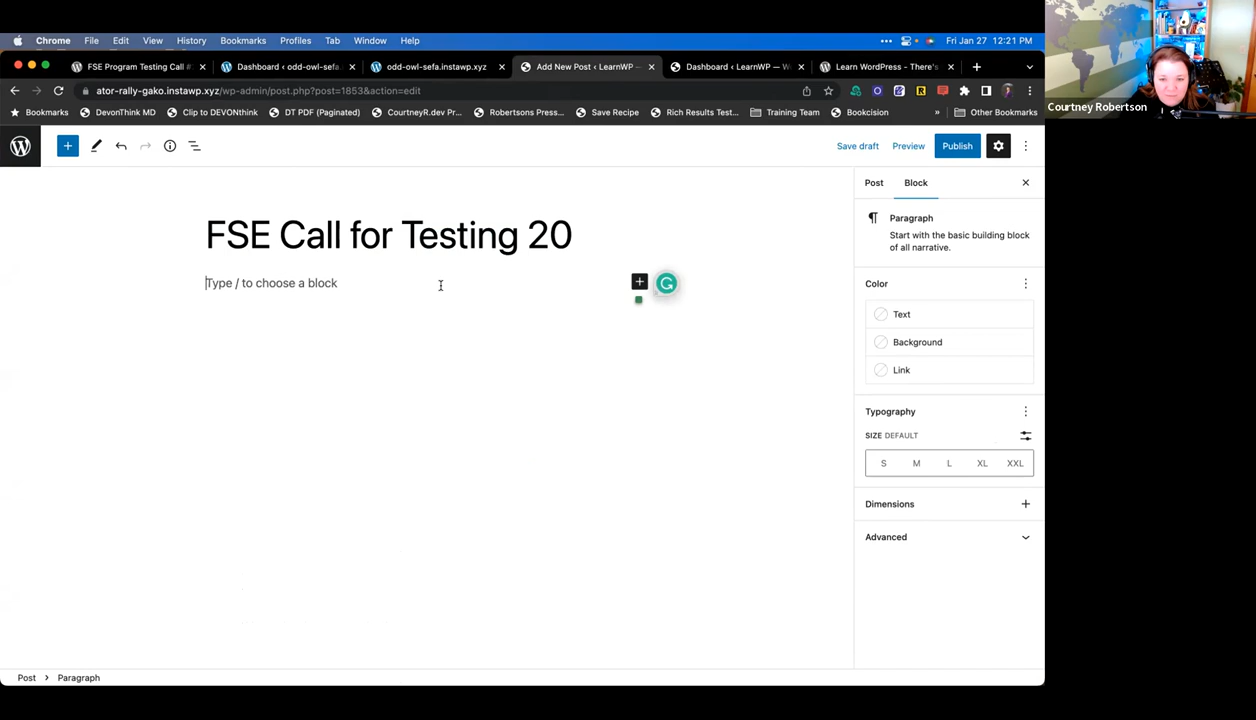 Chrome File Edit View History Bookmarks Profiles Tab Window Help
Fri Jan 27 12:21 PM
FSE Program Testing Call #
Dashboard ‹ odd-owl-sefa.
odd-owl-sefa.instawp.xyz
Add New Post ‹ LearnWP —
Dashboard ‹ LearnWP — W
Learn WordPress - There's
ator-rally-gako.instawp.xyz/wp-admin/post.php?post=1853&action=edit
Bookmarks DevonThink MD Clip to DEVONthink DT PDF (Paginated) CourtneyR.dev Pr... Robertsons Press... Save Recipe Rich Results Test... Training Team Bookcision » Other Bookmarks
Courtney Robertson
Save draft Preview Publish
Post Block
FSE Call for Testing 20
Type / to choose a block
Paragraph
Start with the basic building block
of all narrative.
Color
Text
Background
Link
Typography
SIZE DEFAULT
S M L XL XXL
Dimensions
Advanced
Post > Paragraph